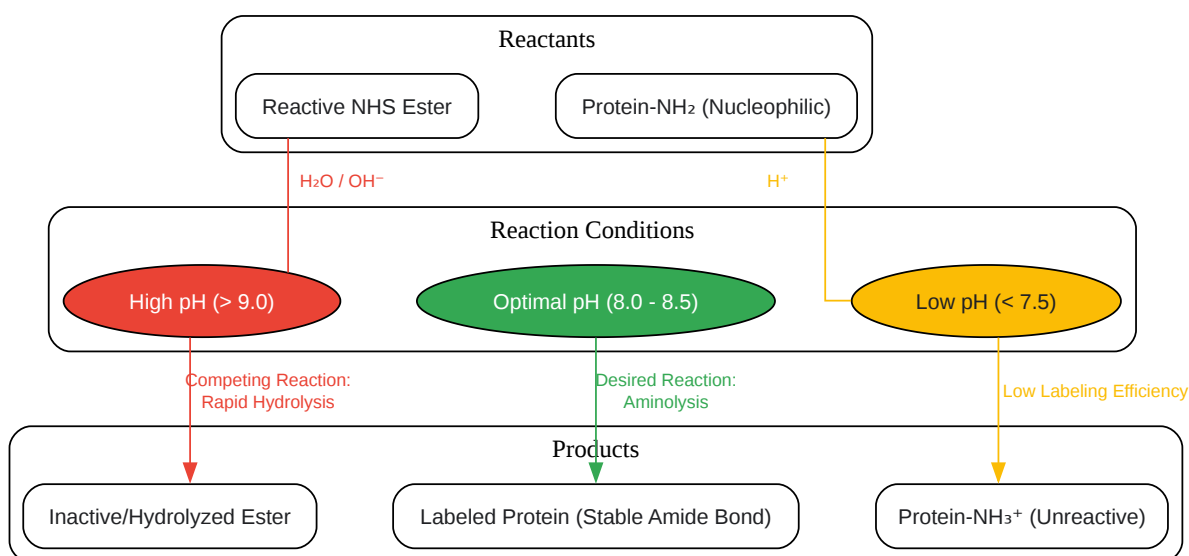 Reactants
Reactive NHS Ester
Protein-NH₂ (Nucleophilic)
H₂O / OH⁻
H⁺
Reaction Conditions
High pH (> 9.0)
Optimal pH (8.0 - 8.5)
Low pH (< 7.5)
Competing Reaction:
Rapid Hydrolysis
Desired Reaction:
Aminolysis
Low Labeling Efficiency
Products
Inactive/Hydrolyzed Ester
Labeled Protein (Stable Amide Bond)
Protein-NH₃⁺ (Unreactive)